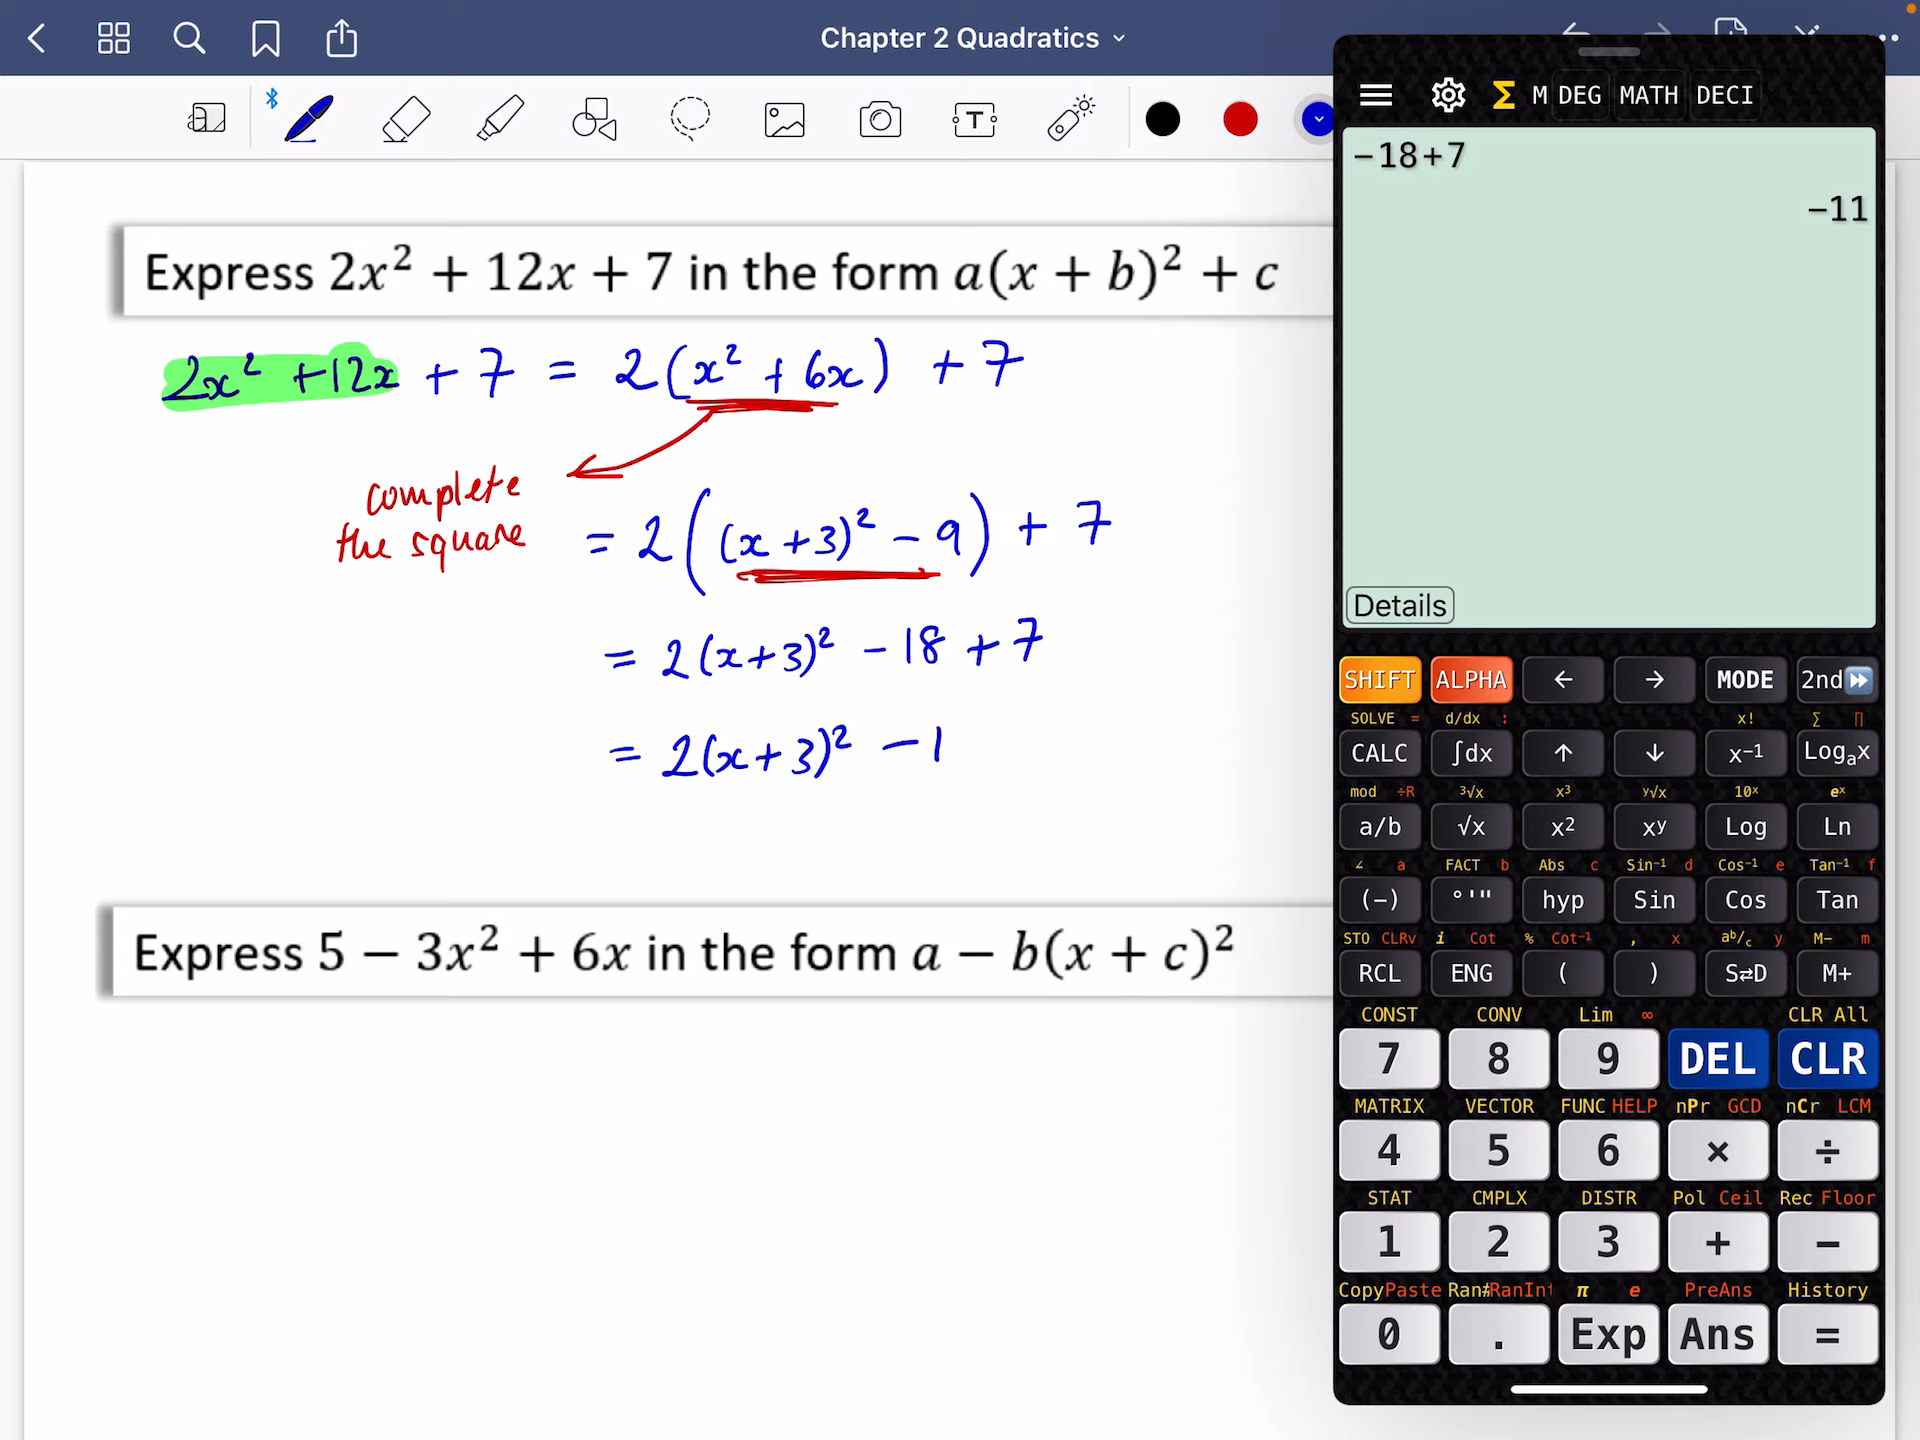 Chapter 2 Quadratics
T
Express 2x² + 12x + 7 in the form a(x + b)² + c
2x² +12x + 7 = 2(x² + 6x) + 7
complete
the square
= 2((x+3)² - 9) + 7
= 2(x+3)² - 18 + 7
= 2(x+3)² - 1
Express 5 − 3x² + 6x in the form a − b(x + c)²
Σ M DEG MATH DECI
−18+7
−11
Details
SHIFT ALPHA ← → MODE 2nd
SOLVE = d/dx : x! ∑ ∏
CALC ∫dx ↑ ↓ x⁻¹ Logₐx
mod ÷R ³√x x³ ʸ√x 10ˣ eˣ
a/b √x x² xʸ Log Ln
∠ a FACT b Abs c Sin⁻¹ d Cos⁻¹ e Tan⁻¹ f
(−) °'" hyp Sin Cos Tan
STO CLRv i Cot % Cot⁻¹ , x aᵇ/c y M− m
RCL ENG ( ) S⇄D M+
CONST CONV Lim ∞ CLR All
7 8 9 DEL CLR
MATRIX VECTOR FUNC HELP nPr GCD nCr LCM
4 5 6 × ÷
STAT CMPLX DISTR Pol Ceil Rec Floor
1 2 3 + −
Copy Paste Ran# RanInt π e PreAns History
0 . Exp Ans =